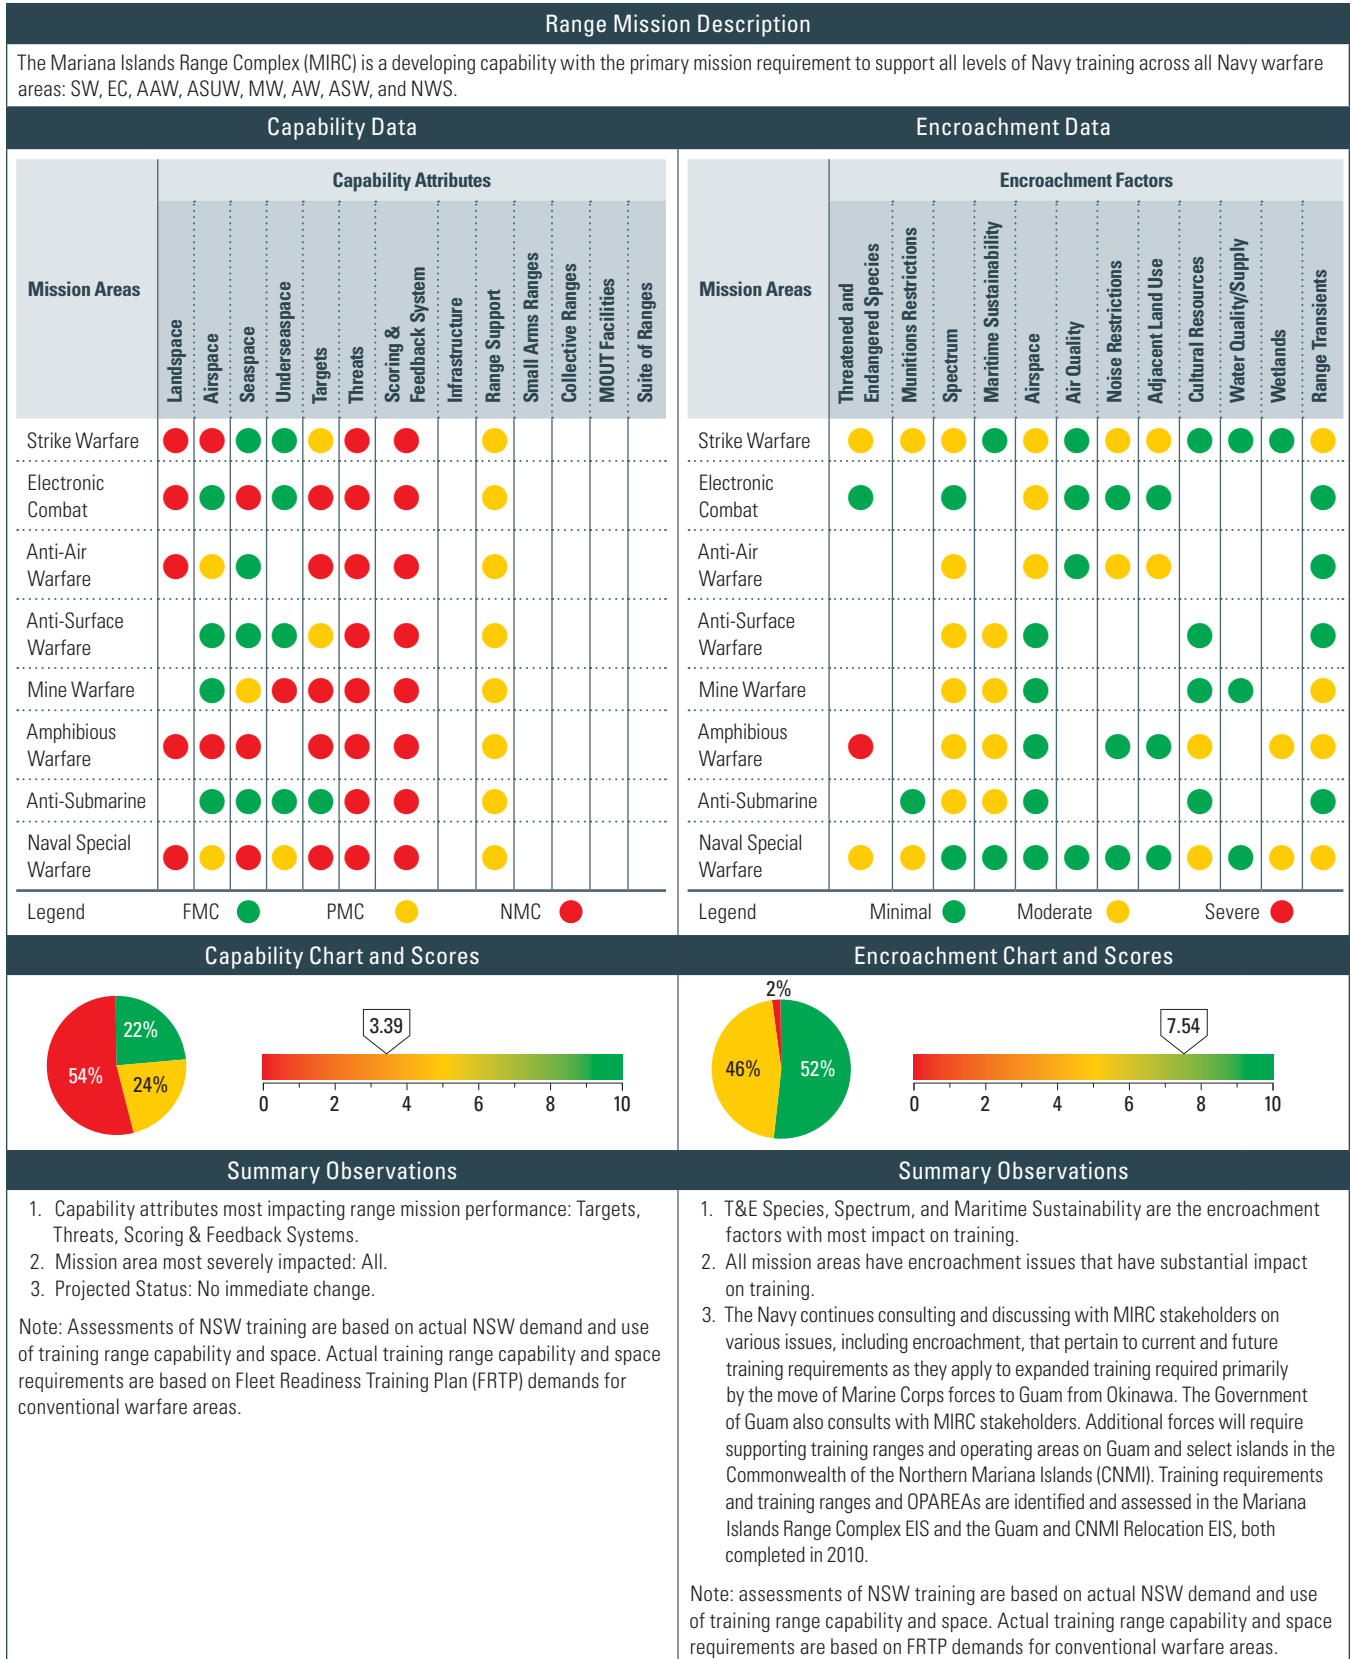 Range Mission Description
The Mariana Islands Range Complex (MIRC) is a developing capability with the primary mission requirement to support all levels of Navy training across all Navy warfare
areas: SW, EC, AAW, ASUW, MW, AW, ASW, and NWS.
Capability Data
Mission Areas
Capability Attributes
Landspace
Airspace
Seaspace
Underseaspace
Targets
Threats
Scoring &
Feedback System
Infrastructure
Range Support
Small Arms Ranges
Collective Ranges
MOUT Facilities
Suite of Ranges
Strike Warfare
Electronic
Combat
Anti-Air
Warfare
Anti-Surface
Warfare
Mine Warfare
Amphibious
Warfare
Anti-Submarine
Naval Special
Warfare
Legend FMC PMC NMC
Encroachment Data
Mission Areas
Encroachment Factors
Threatened and
Endangered Species
Munitions Restrictions
Spectrum
Maritime Sustainability
Airspace
Air Quality
Noise Restrictions
Adjacent Land Use
Cultural Resources
Water Quality/Supply
Wetlands
Range Transients
Strike Warfare
Electronic
Combat
Anti-Air
Warfare
Anti-Surface
Warfare
Mine Warfare
Amphibious
Warfare
Anti-Submarine
Naval Special
Warfare
Legend Minimal Moderate Severe
Capability Chart and Scores
22%
54%
24%
3.39
0 2 4 6 8 10
Encroachment Chart and Scores
2%
46%
52%
7.54
0 2 4 6 8 10
Summary Observations
1. Capability attributes most impacting range mission performance: Targets,
Threats, Scoring & Feedback Systems.
2. Mission area most severely impacted: All.
3. Projected Status: No immediate change.
Note: Assessments of NSW training are based on actual NSW demand and use
of training range capability and space. Actual training range capability and space
requirements are based on Fleet Readiness Training Plan (FRTP) demands for
conventional warfare areas.
Summary Observations
1. T&E Species, Spectrum, and Maritime Sustainability are the encroachment
factors with most impact on training.
2. All mission areas have encroachment issues that have substantial impact
on training.
3. The Navy continues consulting and discussing with MIRC stakeholders on
various issues, including encroachment, that pertain to current and future
training requirements as they apply to expanded training required primarily
by the move of Marine Corps forces to Guam from Okinawa. The Government
of Guam also consults with MIRC stakeholders. Additional forces will require
supporting training ranges and operating areas on Guam and select islands in the
Commonwealth of the Northern Mariana Islands (CNMI). Training requirements
and training ranges and OPAREAs are identified and assessed in the Mariana
Islands Range Complex EIS and the Guam and CNMI Relocation EIS, both
completed in 2010.
Note: assessments of NSW training are based on actual NSW demand and use
of training range capability and space. Actual training range capability and space
requirements are based on FRTP demands for conventional warfare areas.